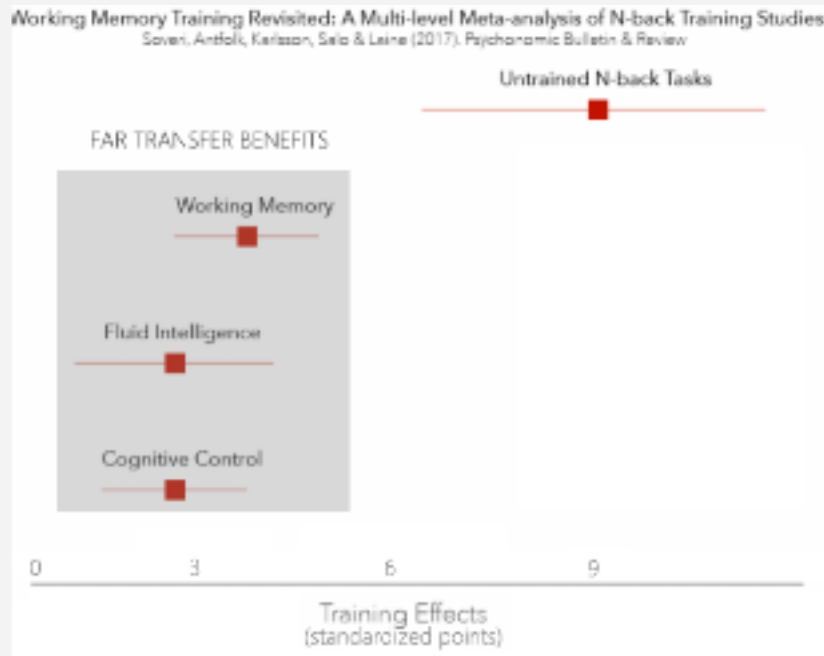 Working Memory Training Revisited: A Multi-level Meta-analysis of N-back Training Studies
Soveri, Antfolk, Karlsson, Salo & Laine (2017). Psychonomic Bulletin & Review
Untrained N-back Tasks
FAR TRANSFER BENEFITS
Working Memory
Fluid Intelligence
Cognitive Control
0 3 6 9
Training Effects
(standardized points)